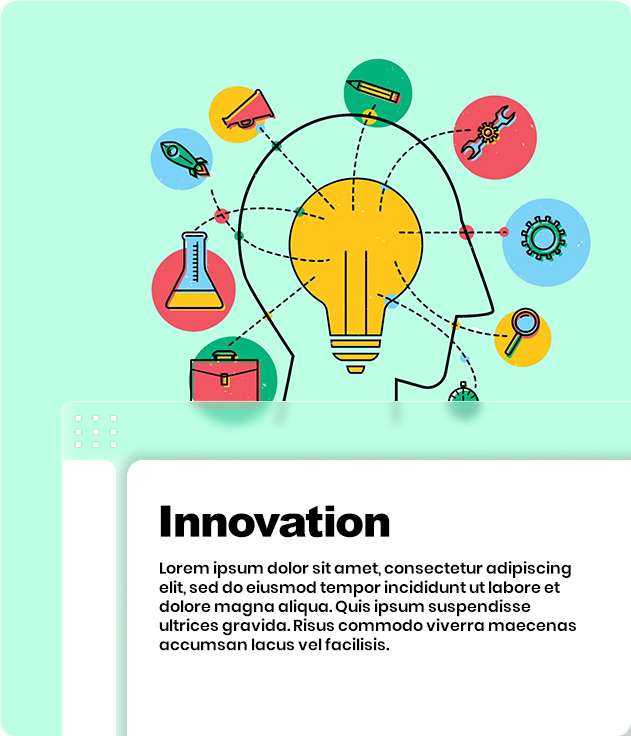 Innovation
Lorem ipsum dolor sit amet, consectetur adipiscing
elit, sed do eiusmod tempor incididunt ut labore et
dolore magna aliqua. Quis ipsum suspendisse
ultrices gravida. Risus commodo viverra maecenas
accumsan lacus vel facilisis.